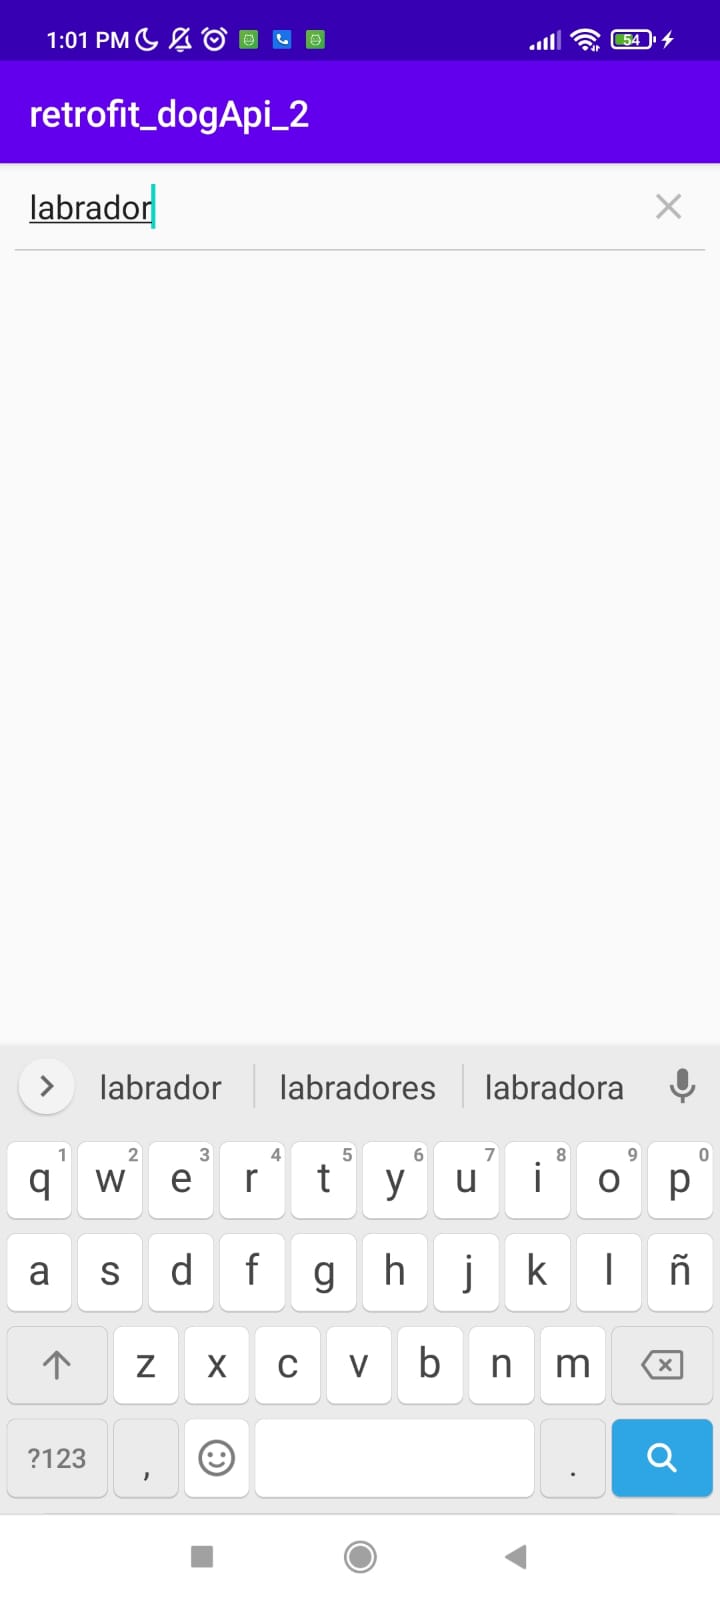 1:01 PM 54
retrofit_dogApi_2
labrador
labrador labradores labradora
1 2 3 4 5 6 7 8 9 0
q w e r t y u i o p
a s d f g h j k l ñ
z x c v b n m
?123 , .